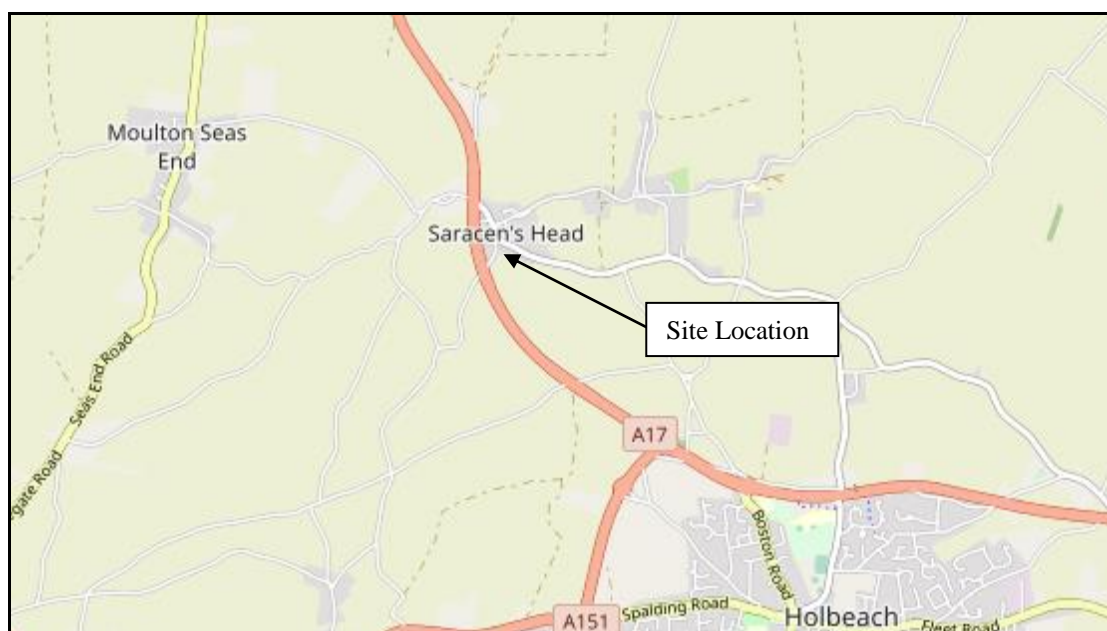 Moulton Seas
End
Saracen's Head
Site Location
Seas End Road
gate Road
A17
Boston Road
A151
Spalding Road
Holbeach
Fleet Road